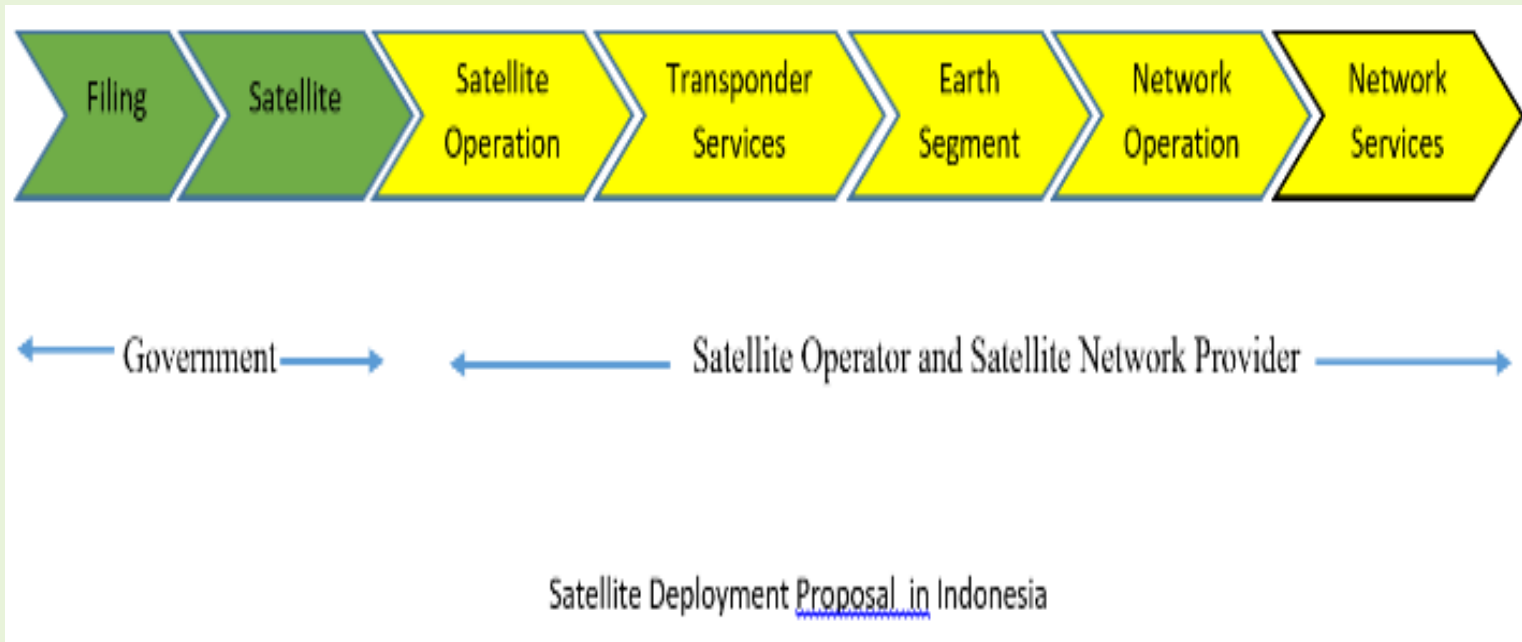 Filing
Satellite
Satellite
Operation
Transponder
Services
Earth
Segment
Network
Operation
Network
Services
Government
Satellite Operator and Satellite Network Provider
Satellite Deployment Proposal in Indonesia